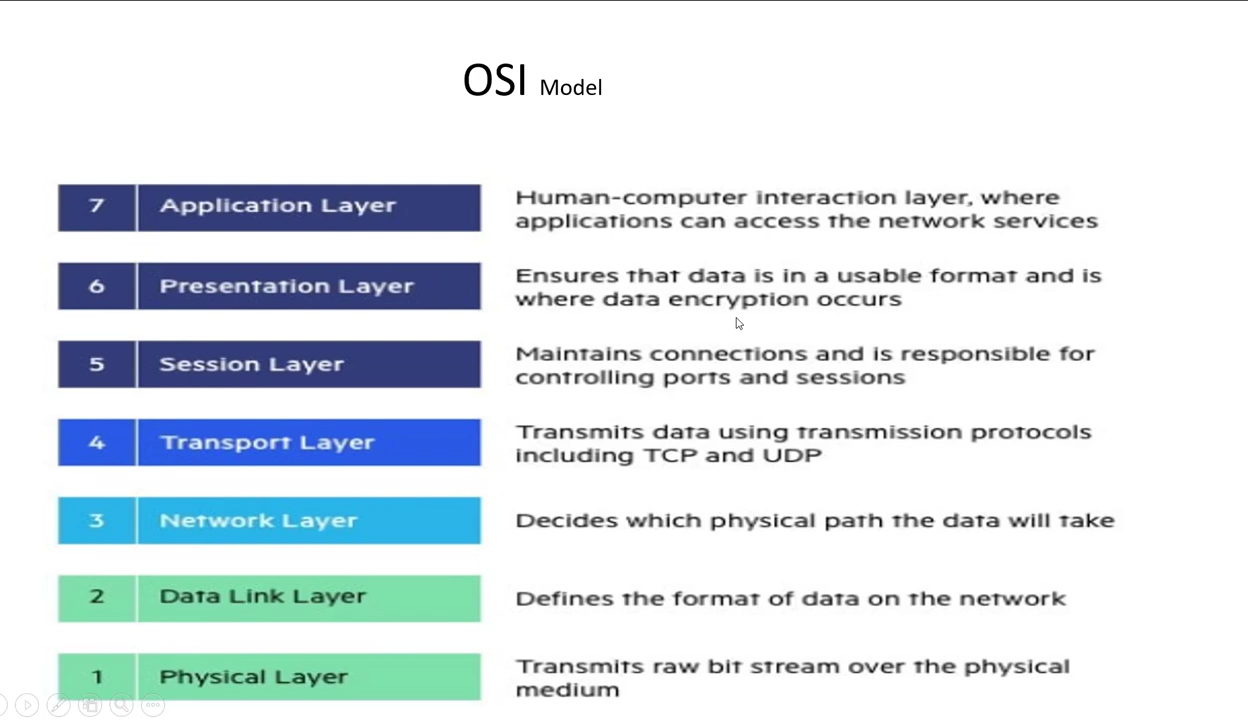 OSI Model
7 Application Layer
Human-computer interaction layer, where
applications can access the network services
6 Presentation Layer
Ensures that data is in a usable format and is
where data encryption occurs
5 Session Layer
Maintains connections and is responsible for
controlling ports and sessions
4 Transport Layer
Transmits data using transmission protocols
including TCP and UDP
3 Network Layer
Decides which physical path the data will take
2 Data Link Layer
Defines the format of data on the network
1 Physical Layer
Transmits raw bit stream over the physical
medium